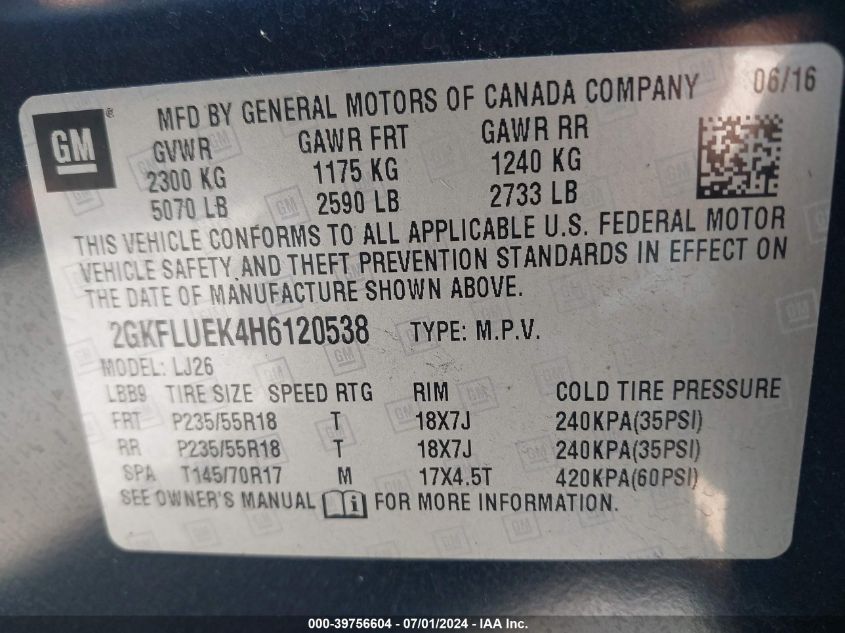 MFD BY GENERAL MOTORS OF CANADA COMPANY 06/16
GM ®
GVWR GAWR FRT GAWR RR
2300 KG 1175 KG 1240 KG
5070 LB 2590 LB 2733 LB
THIS VEHICLE CONFORMS TO ALL APPLICABLE U.S. FEDERAL MOTOR
VEHICLE SAFETY AND THEFT PREVENTION STANDARDS IN EFFECT ON
THE DATE OF MANUFACTURE SHOWN ABOVE.
2GKFLUEK4H6120538 TYPE: M.P.V.
MODEL: LJ26
LBB9 TIRE SIZE SPEED RTG RIM COLD TIRE PRESSURE
FRT P235/55R18 T 18X7J 240KPA(35PSI)
RR P235/55R18 T 18X7J 240KPA(35PSI)
SPA T145/70R17 M 17X4.5T 420KPA(60PSI)
SEE OWNER'S MANUAL FOR MORE INFORMATION.
000-39756604 / 07/01/2024 - IAA Inc.